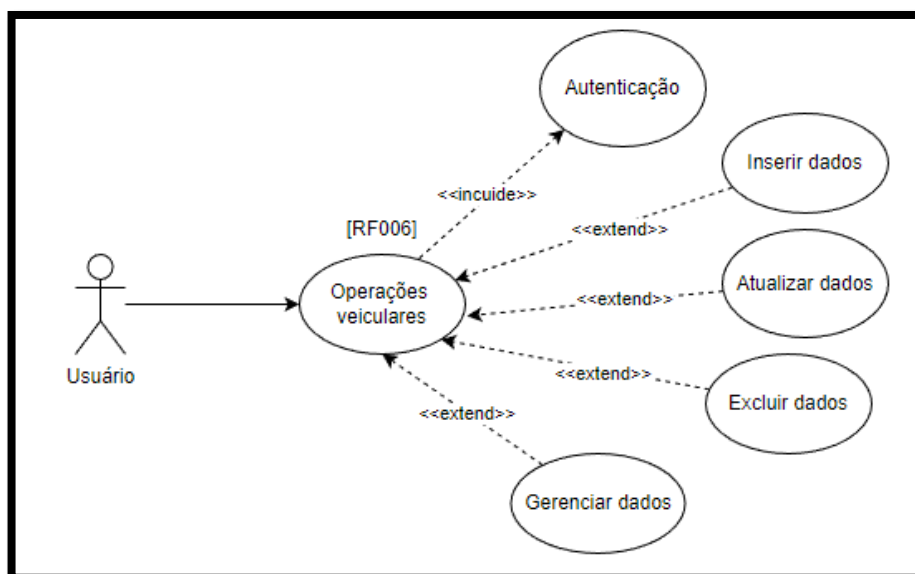 Autenticação
Inserir dados
<<incuide>>
[RF006]
<<extend>>
Operações
veiculares
<<extend>>
Atualizar dados
Usuário
<<extend>>
Excluir dados
<<extend>>
Gerenciar dados